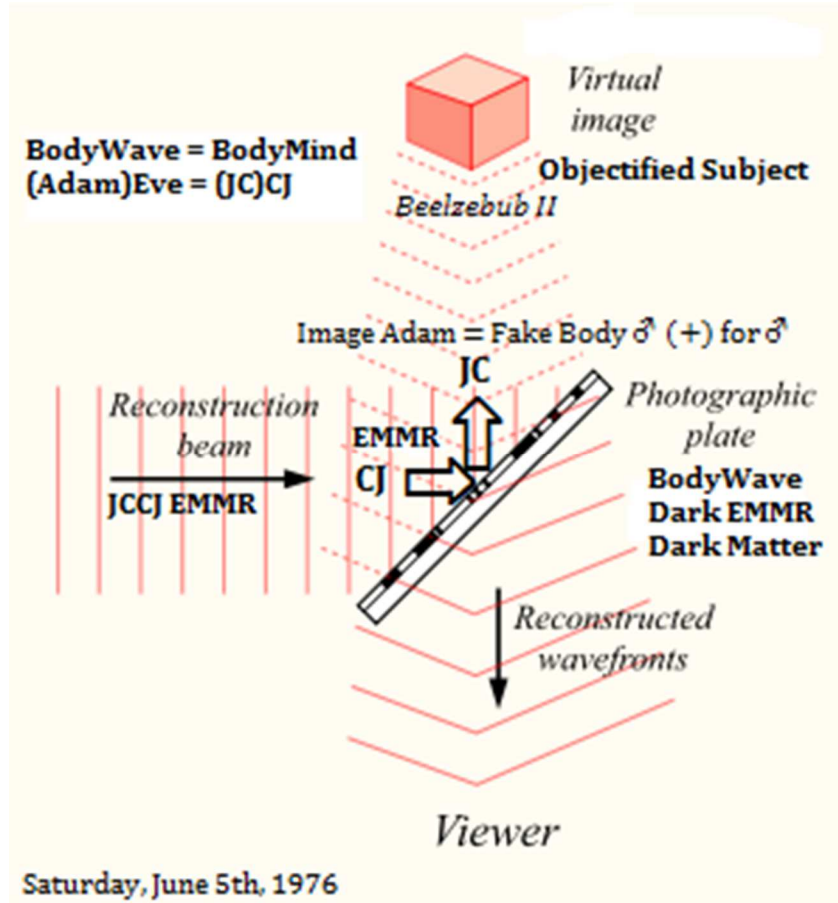 Virtual
image
BodyWave = BodyMind
(Adam)Eve = (JC)CJ
Objectified Subject
Beelzebub II
Image Adam = Fake Body ♂ (+) for ♂
JC
Reconstruction
beam
EMMR
CJ
JCCJ EMMR
Photographic
plate
BodyWave
Dark EMMR
Dark Matter
Reconstructed
wavefronts
Viewer
Saturday, June 5th, 1976